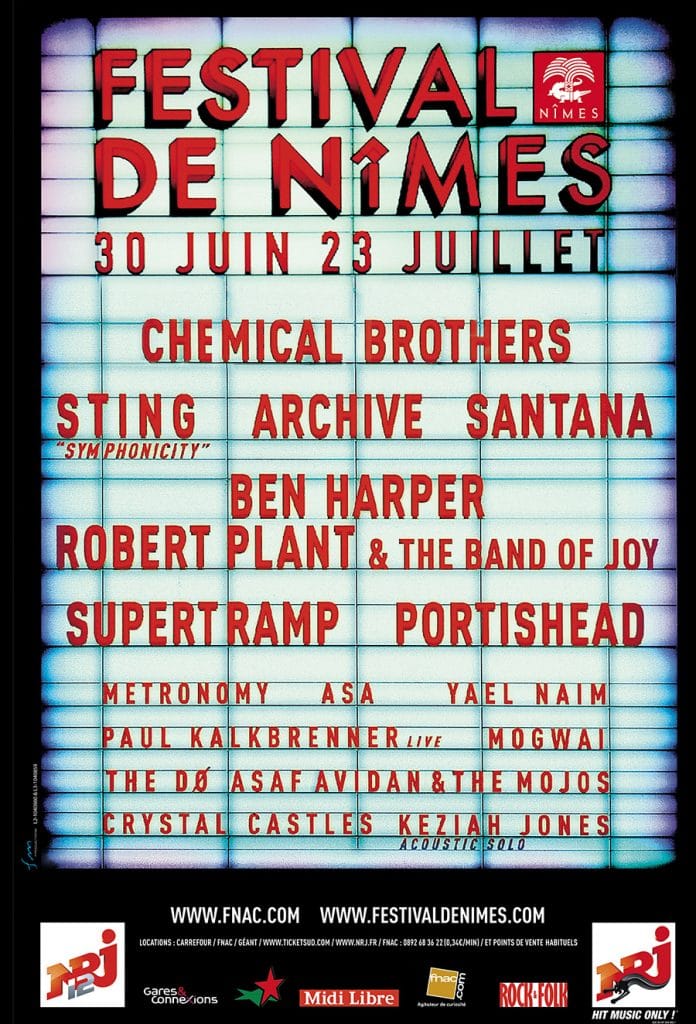 FESTIVAL
NÎMES
DE NÎMES
30 JUIN 23 JUILLET
CHEMICAL BROTHERS
STING ARCHIVE SANTANA
"SYMPHONICITY"
BEN HARPER
ROBERT PLANT & THE BAND OF JOY
SUPERTRAMP PORTISHEAD
METRONOMY ASA YAEL NAIM
PAUL KALKBRENNER LIVE MOGWAI
THE DØ ASAF AVIDAN & THE MOJOS
CRYSTAL CASTLES KEZIAH JONES
ACOUSTIC SOLO
WWW.FNAC.COM WWW.FESTIVALDENIMES.COM
LOCATIONS : CARREFOUR / FNAC / GÉANT / WWW.TICKETSUD.COM / WWW.NRJ.FR / FNAC : 0892 68 36 22 (0,34€/MIN) / ET POINTS DE VENTE HABITUELS
NRJ 12
Gares & connexions
Midi Libre
fnac.com
Agitateur de curiosité
ROCK&FOLK
NRJ
HIT MUSIC ONLY !